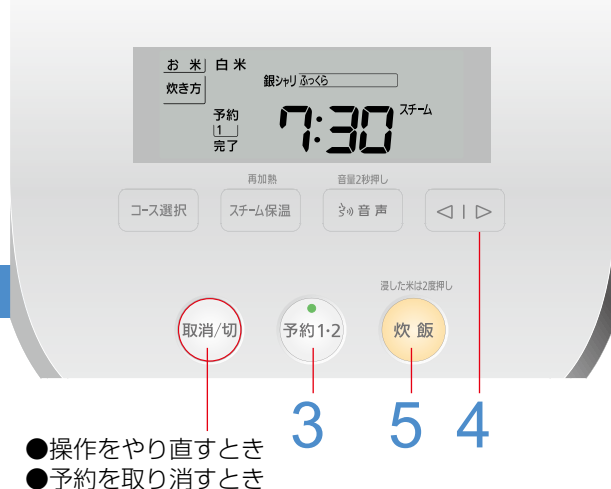 お 米 白米
炊き方
銀シャリ ふっくら
予約
1
完了
7:30 スチーム
再加熱 音量2秒押し
コース選択 スチーム保温 音声 ◁ | ▷
浸した米は2度押し
取消/切 予約1・2 炊飯
3 5 4
●操作をやり直すとき
●予約を取り消すとき